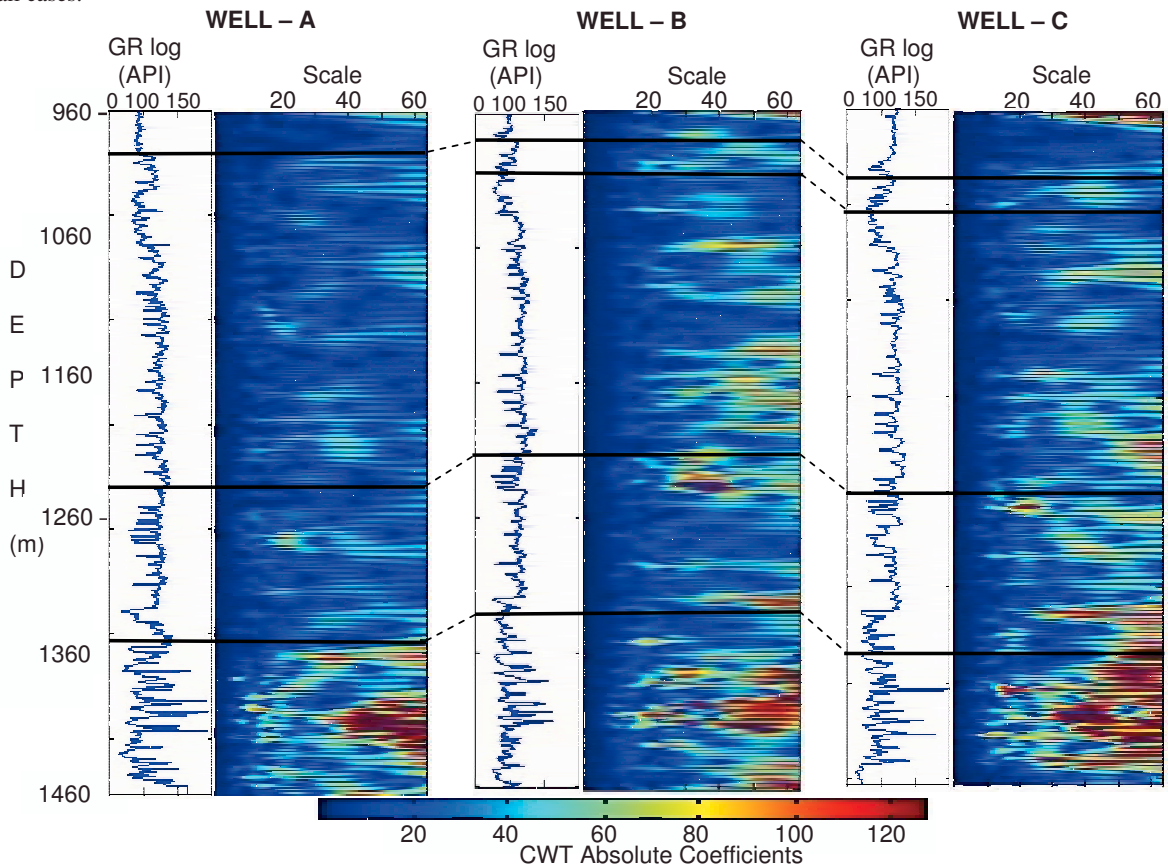 WELL – A
WELL – B
WELL – C
GR log
(API)
Scale
GR log
(API)
Scale
GR log
(API)
Scale
0 100 150
20 40 60
0 100 150
20 40 60
0 100 150
20 40 60
960
1060
D
E
P 1160
T
H
1260
(m)
1360
1460
20 40 60 80 100 120
CWT Absolute Coefficients